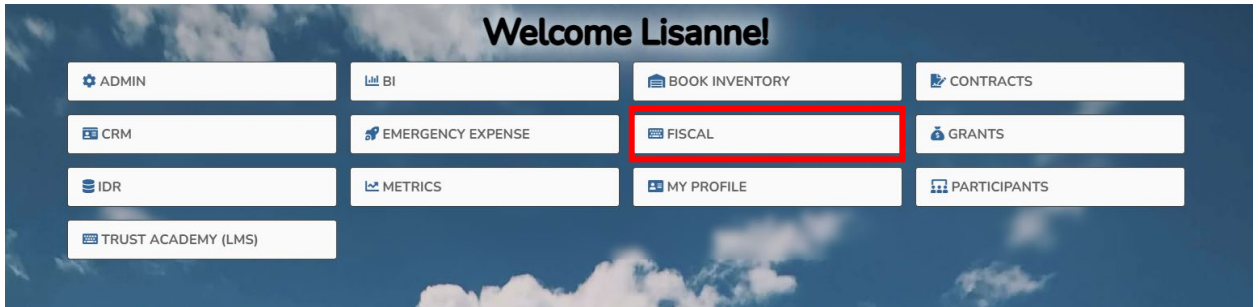 Welcome Lisanne!
ADMIN
BI
BOOK INVENTORY
CONTRACTS
CRM
EMERGENCY EXPENSE
FISCAL
GRANTS
IDR
METRICS
MY PROFILE
PARTICIPANTS
TRUST ACADEMY (LMS)